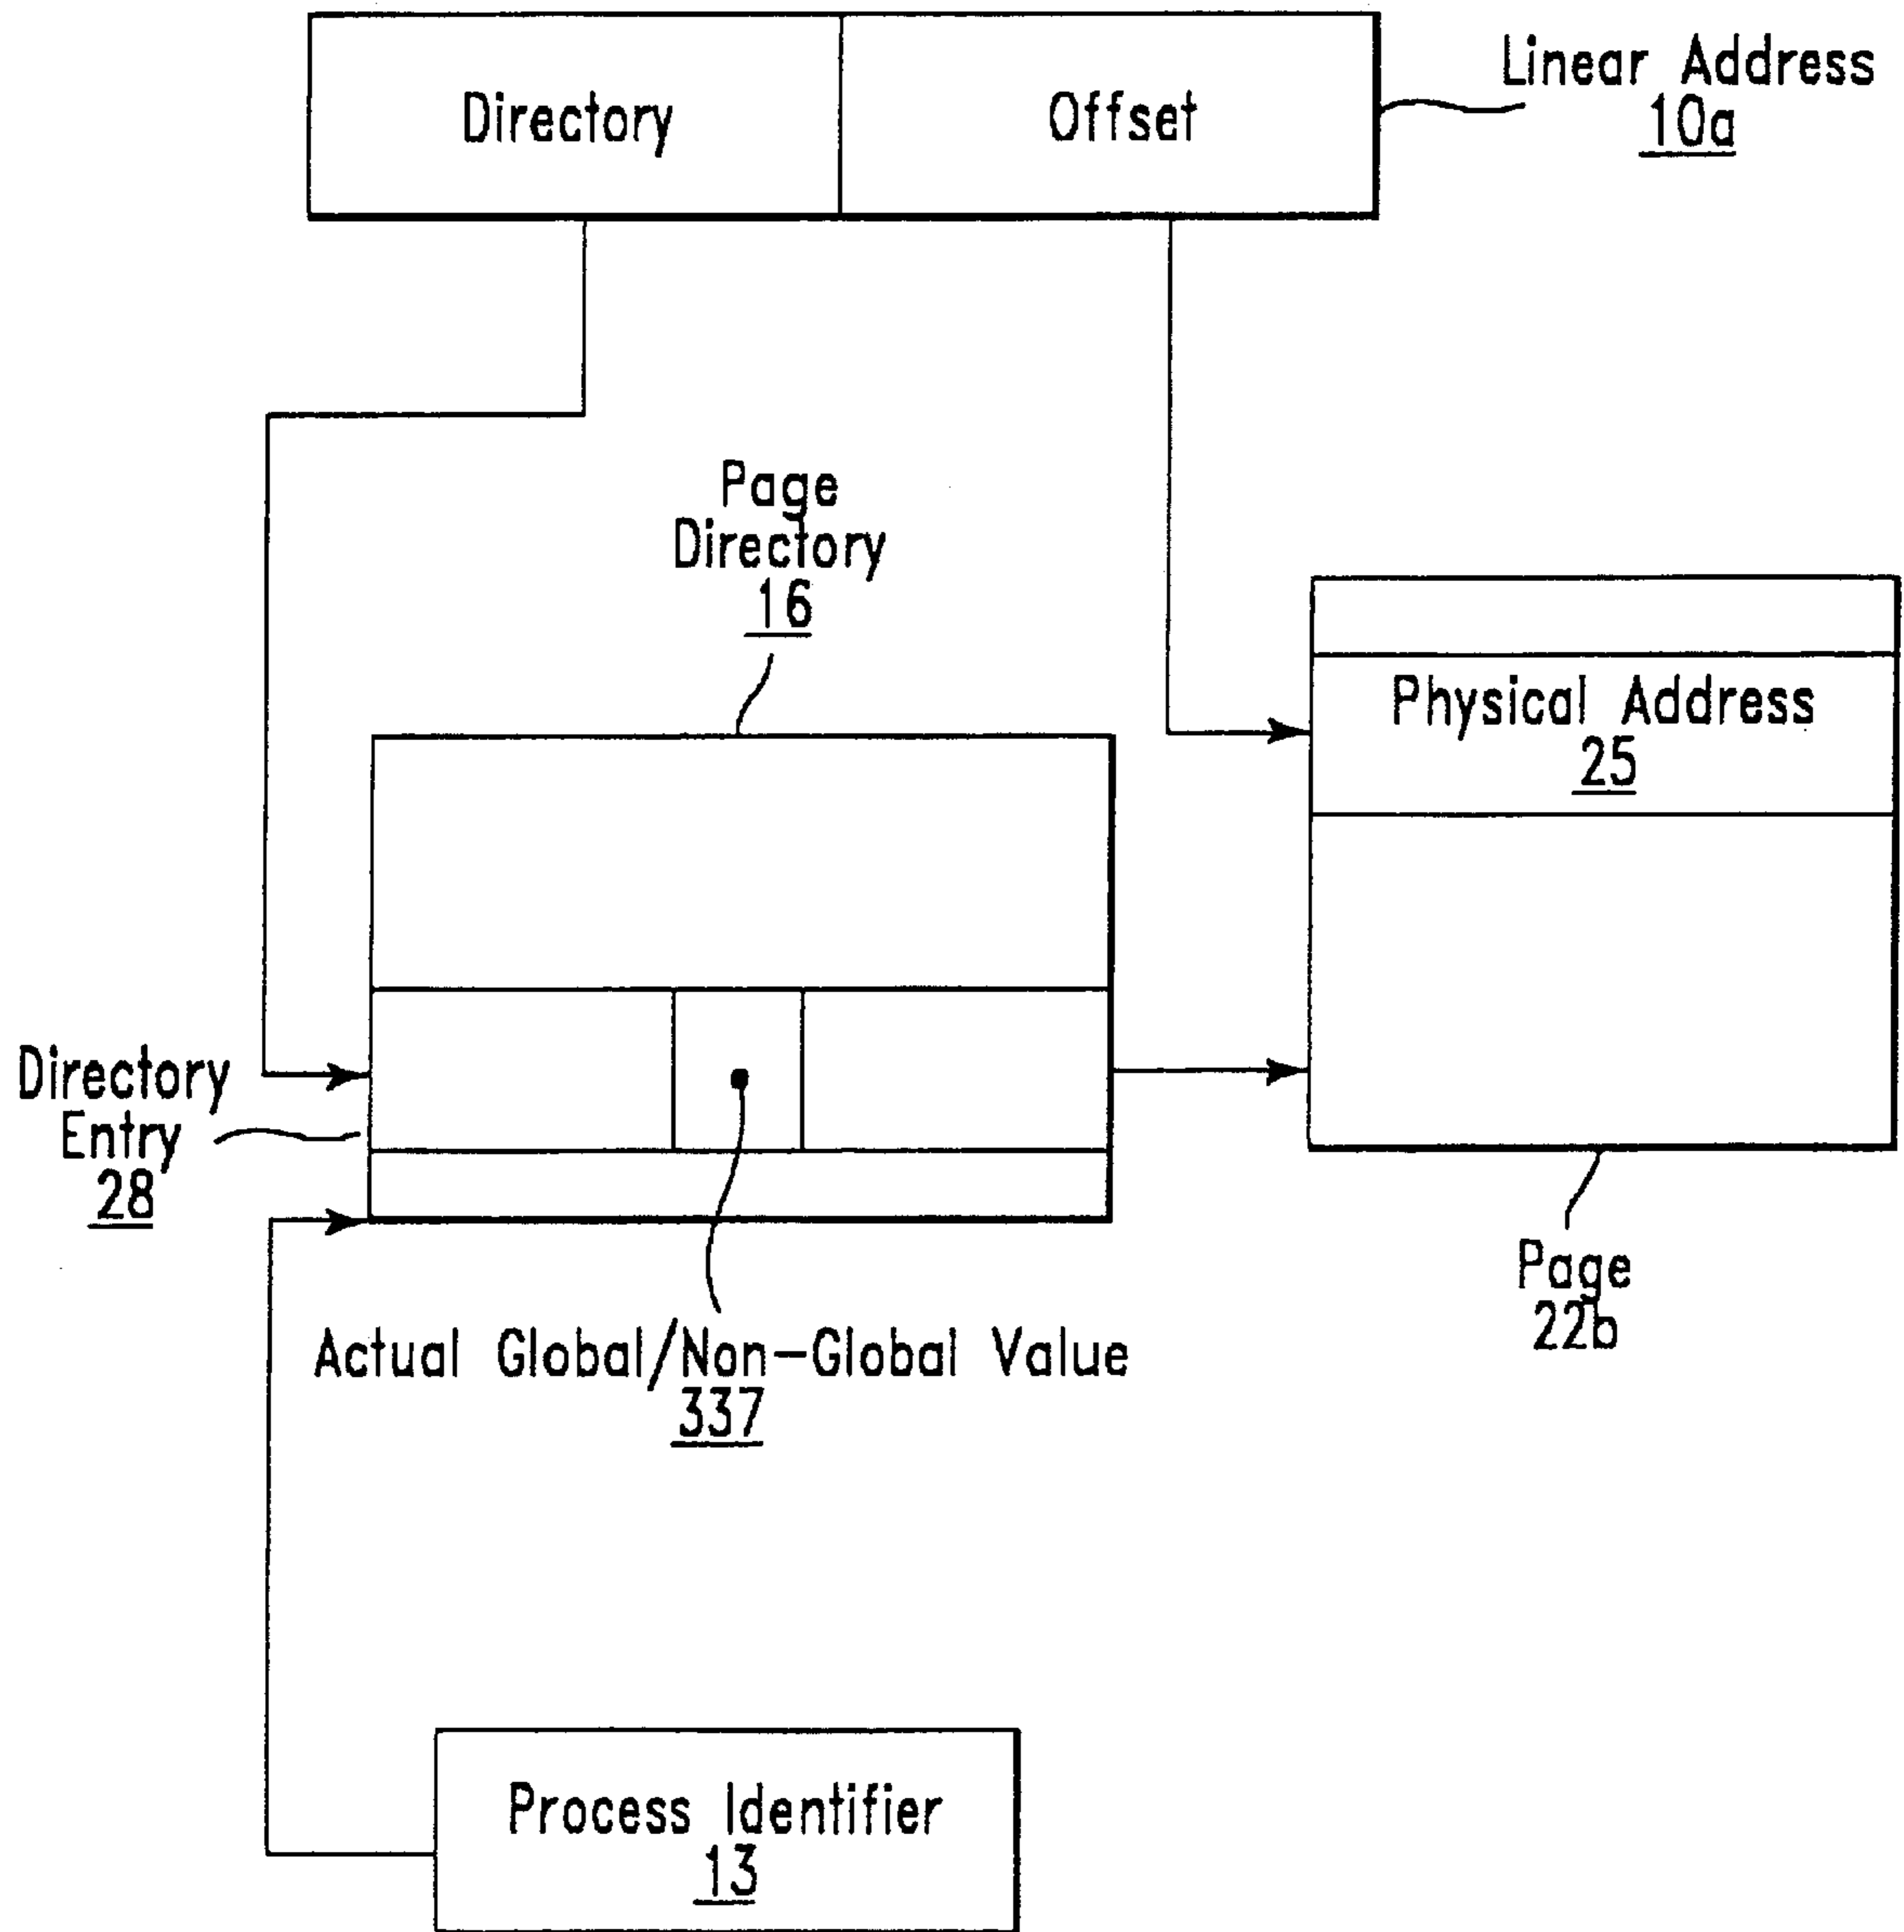 Directory
Offset
Linear Address
10a
Page
Directory
16
Physical Address
25
Directory
Entry
28
Page
22b
Actual Global/Non-Global Value
337
Process Identifier
13